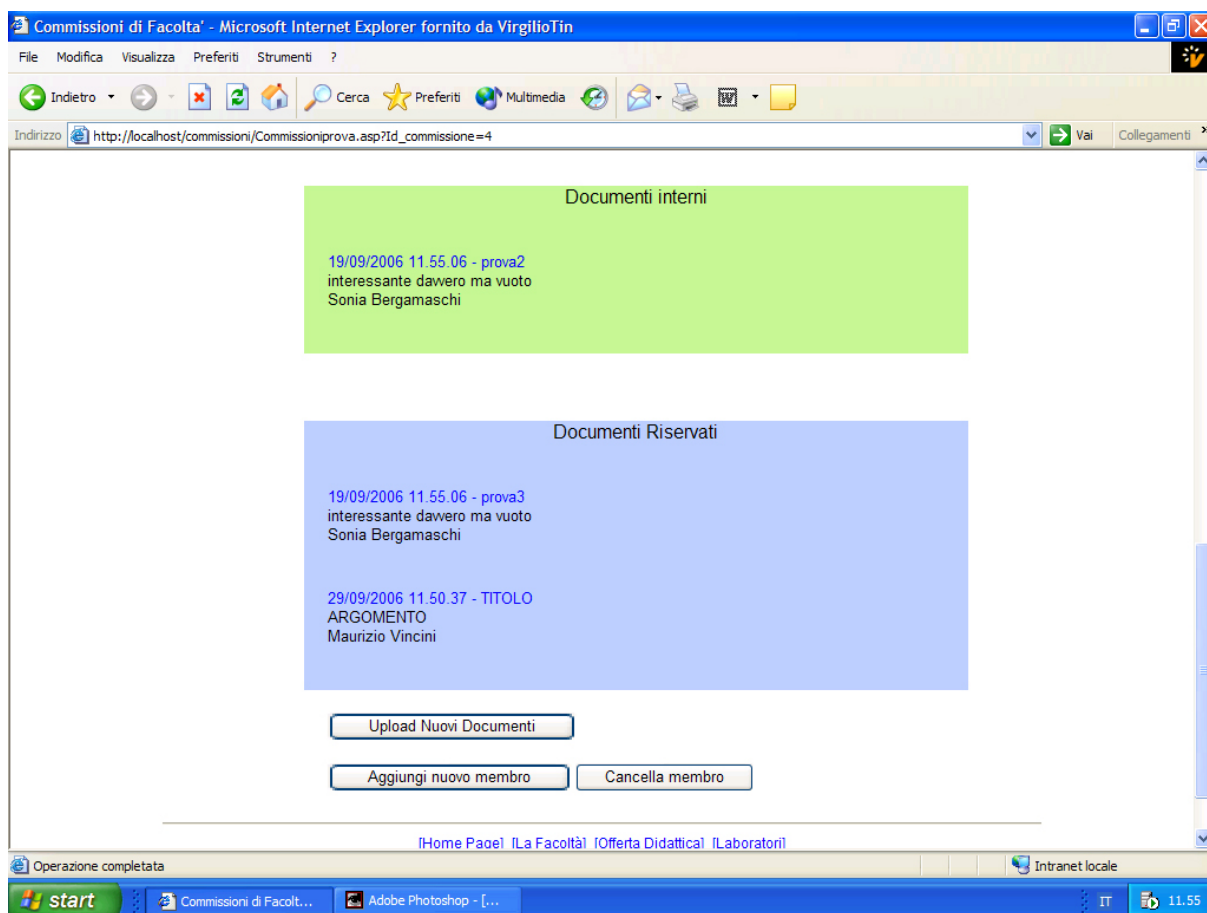 Commissioni di Facolta' - Microsoft Internet Explorer fornito da VirgilioTin
File Modifica Visualizza Preferiti Strumenti ?
Indietro Cerca Preferiti Multimedia
Indirizzo http://localhost/commissioni/Commissioniprova.asp?Id_commissione=4 Vai Collegamenti »
Documenti interni
19/09/2006 11.55.06 - prova2
interessante davvero ma vuoto
Sonia Bergamaschi
Documenti Riservati
19/09/2006 11.55.06 - prova3
interessante davvero ma vuoto
Sonia Bergamaschi
29/09/2006 11.50.37 - TITOLO
ARGOMENTO
Maurizio Vincini
Upload Nuovi Documenti
Aggiungi nuovo membro Cancella membro
[Home Page] [La Facoltà] [Offerta Didattica] [Laboratori]
Operazione completata Intranet locale
start Commissioni di Facolt... Adobe Photoshop - [... IT 11.55